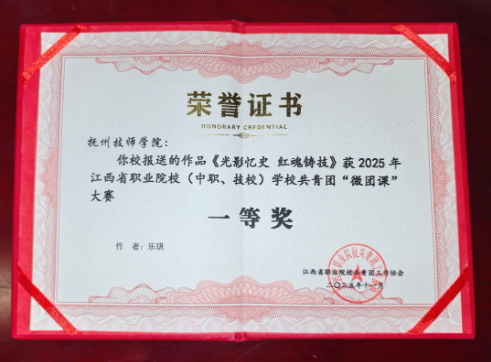 荣誉证书
HONORARY CREDENTIAL
抚州技师学院：
你校报送的作品《光影忆史 红魂铸技》获 2025 年
江西省职业院校（中职、技校）学校共青团“微团课”
大赛
一等奖
作 者：乐琪
江西省职业院校共青团工作协会
二〇二五年十一月